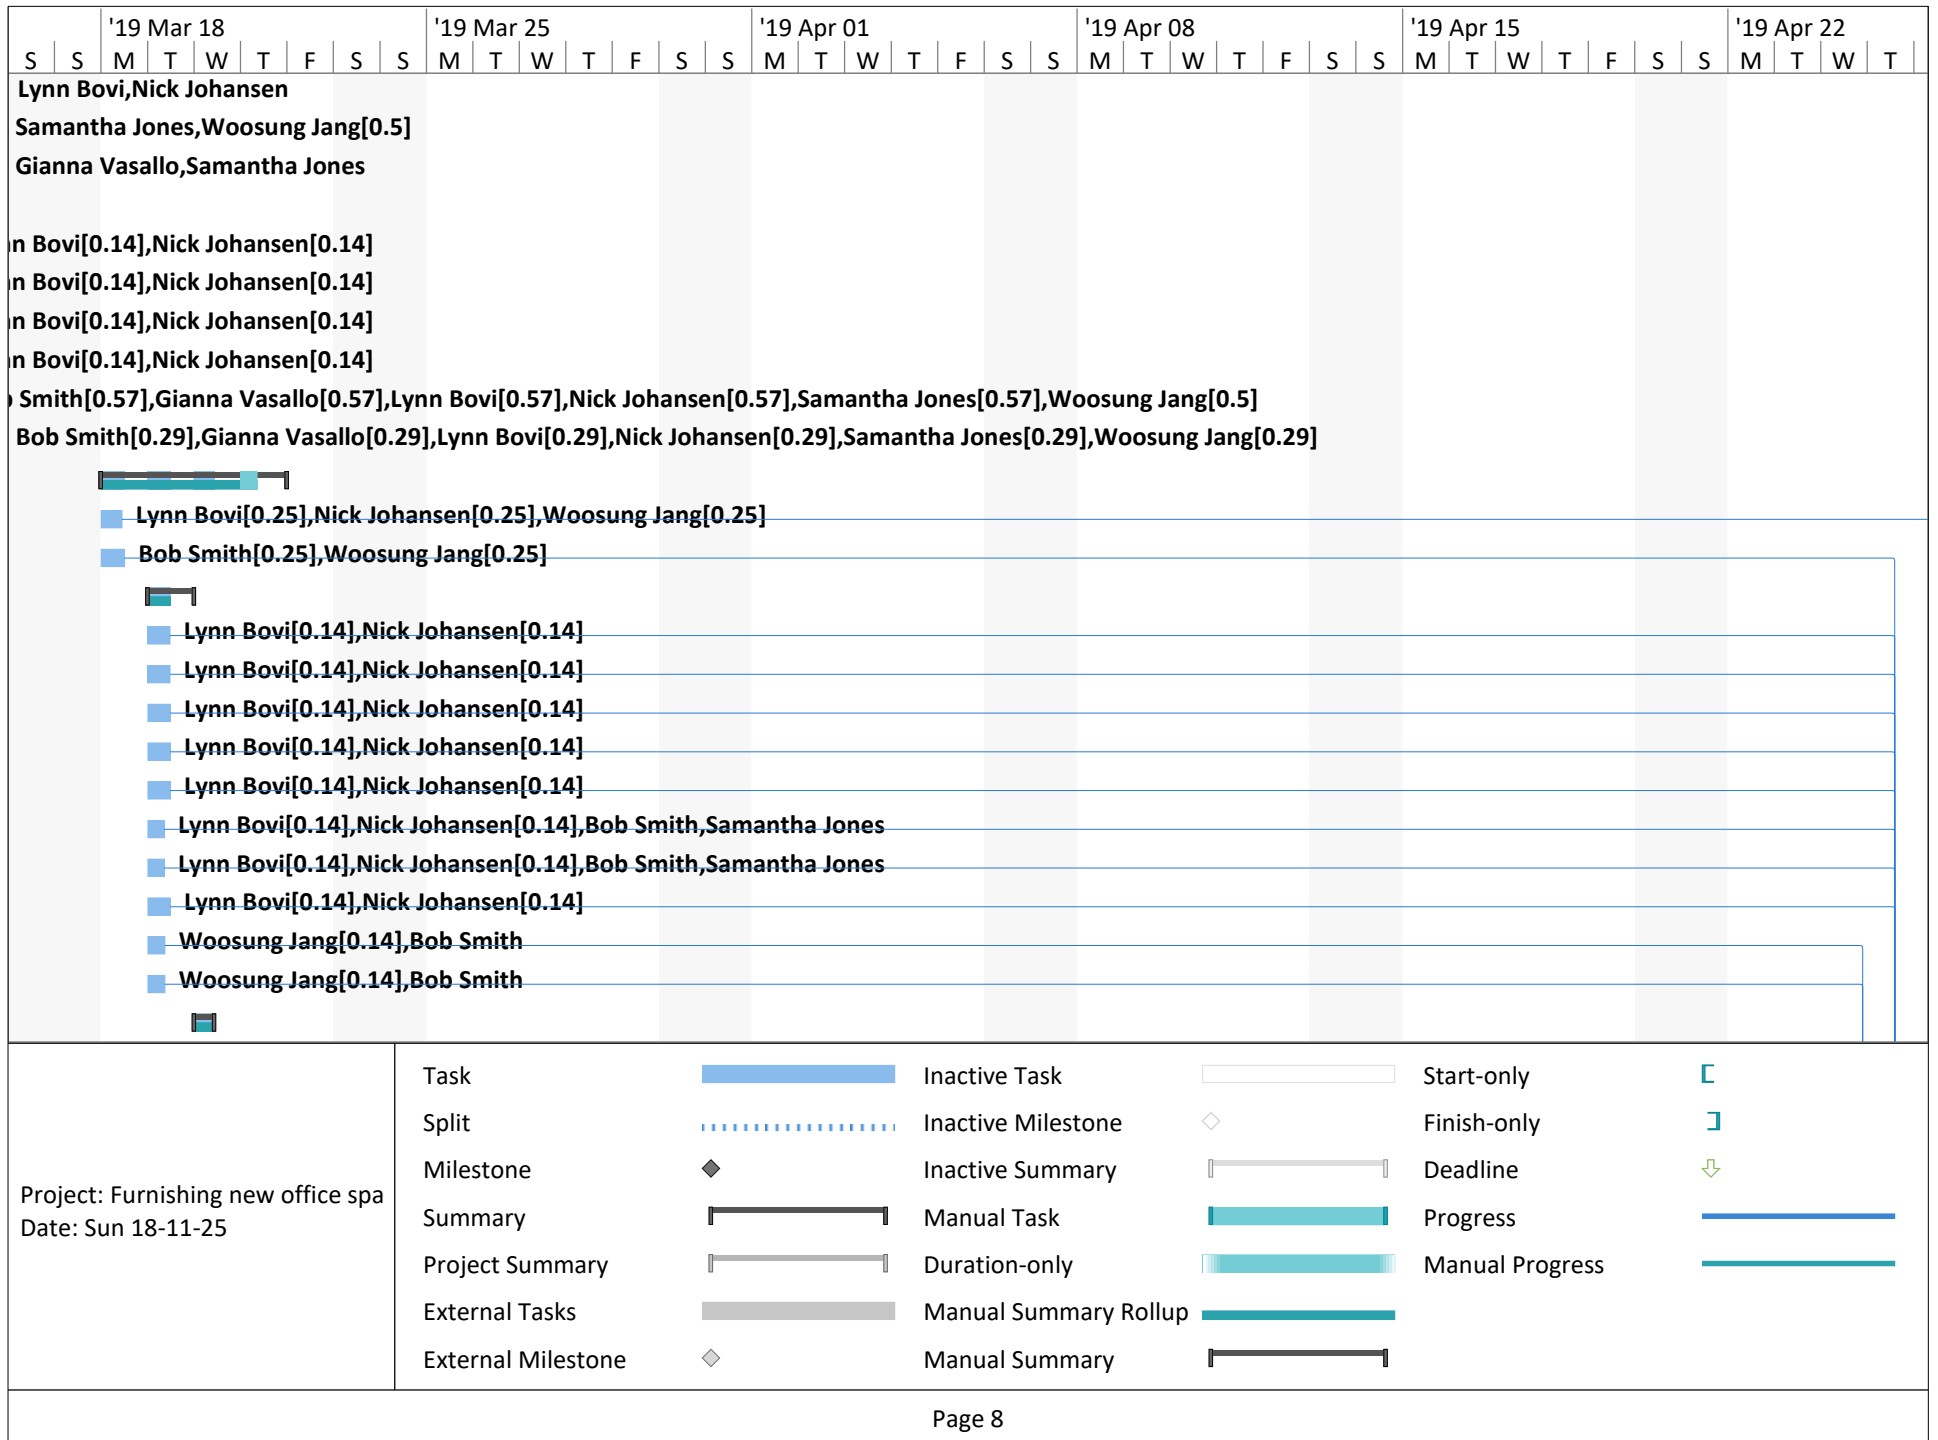 '19 Mar 18 '19 Mar 25 '19 Apr 01 '19 Apr 08 '19 Apr 15 '19 Apr 22
S S M T W T F S S M T W T F S S M T W T F S S M T W T F S S M T W T F S S M T W T
Lynn Bovi,Nick Johansen
Samantha Jones,Woosung Jang[0.5]
Gianna Vasallo,Samantha Jones
n Bovi[0.14],Nick Johansen[0.14]
n Bovi[0.14],Nick Johansen[0.14]
n Bovi[0.14],Nick Johansen[0.14]
n Bovi[0.14],Nick Johansen[0.14]
Smith[0.57],Gianna Vasallo[0.57],Lynn Bovi[0.57],Nick Johansen[0.57],Samantha Jones[0.57],Woosung Jang[0.5]
Bob Smith[0.29],Gianna Vasallo[0.29],Lynn Bovi[0.29],Nick Johansen[0.29],Samantha Jones[0.29],Woosung Jang[0.29]
Lynn Bovi[0.25],Nick Johansen[0.25],Woosung Jang[0.25]
Bob Smith[0.25],Woosung Jang[0.25]
Lynn Bovi[0.14],Nick Johansen[0.14]
Lynn Bovi[0.14],Nick Johansen[0.14]
Lynn Bovi[0.14],Nick Johansen[0.14]
Lynn Bovi[0.14],Nick Johansen[0.14]
Lynn Bovi[0.14],Nick Johansen[0.14]
Lynn Bovi[0.14],Nick Johansen[0.14],Bob Smith,Samantha Jones
Lynn Bovi[0.14],Nick Johansen[0.14],Bob Smith,Samantha Jones
Lynn Bovi[0.14],Nick Johansen[0.14]
Woosung Jang[0.14],Bob Smith
Woosung Jang[0.14],Bob Smith
Project: Furnishing new office spa
Date: Sun 18-11-25
Task
Split
Milestone
Summary
Project Summary
External Tasks
External Milestone
Inactive Task
Inactive Milestone
Inactive Summary
Manual Task
Duration-only
Manual Summary Rollup
Manual Summary
Start-only
Finish-only
Deadline
Progress
Manual Progress
Page 8